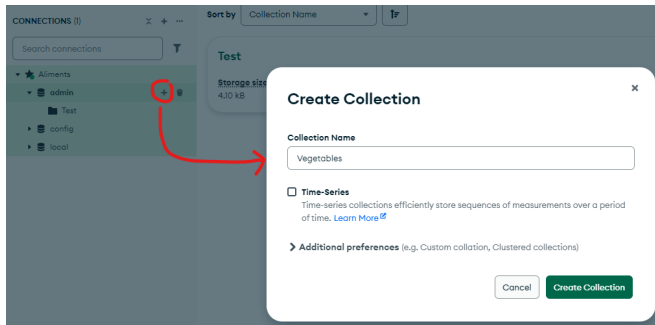 CONNECTIONS (1)
Search connections
Aliments
admin
Test
config
local
Sort by Collection Name
Test
Storage size
4.10 kB
Create Collection
Collection Name
Vegetables
Time-Series
Time-series collections efficiently store sequences of measurements over a period
of time. Learn More
Additional preferences (e.g. Custom collation, Clustered collections)
Cancel Create Collection